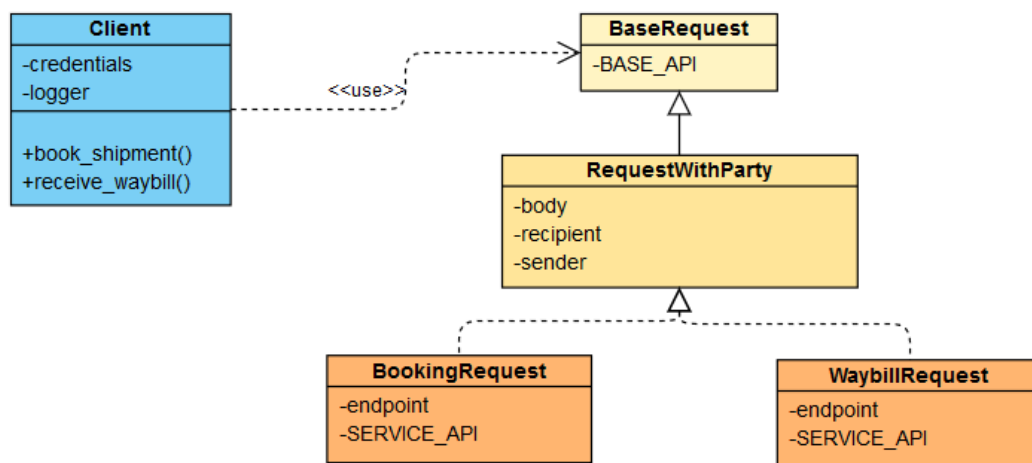 Client
-credentials
-logger
+book_shipment()
+receive_waybill()
<<use>>
BaseRequest
-BASE_API
RequestWithParty
-body
-recipient
-sender
BookingRequest
-endpoint
-SERVICE_API
WaybillRequest
-endpoint
-SERVICE_API